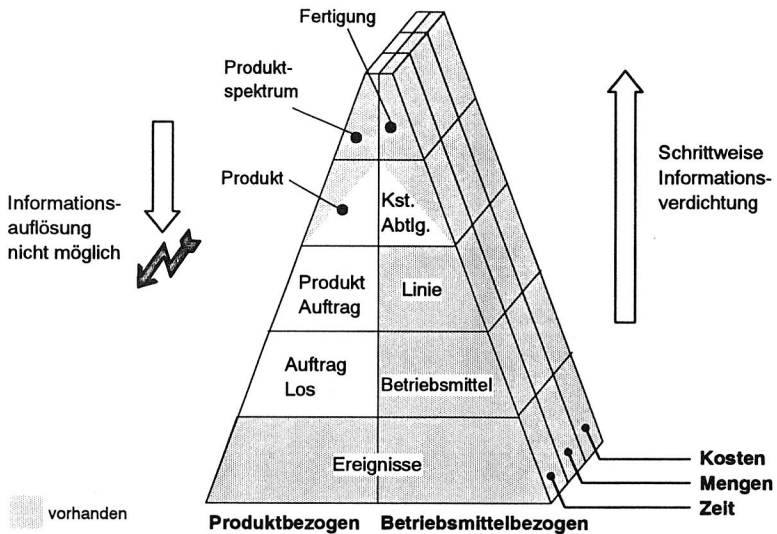 Fertigung
Produkt-
spektrum
Produkt
Informations-
auflösung
nicht möglich
Schrittweise
Informations-
verdichtung
Kst.
Abtlg.
Produkt
Auftrag
Linie
Auftrag
Los
Betriebsmittel
Ereignisse
Kosten
Mengen
Zeit
vorhanden
Produktbezogen
Betriebsmittelbezogen